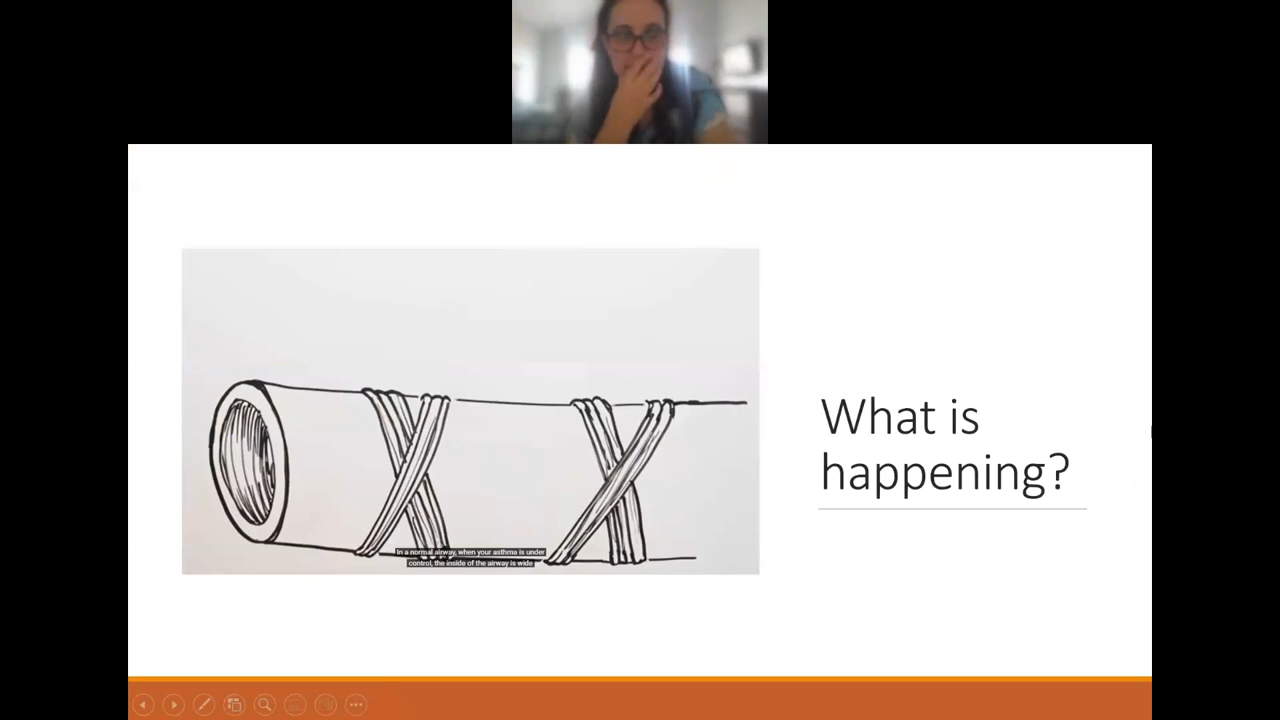 What is
happening?
In a normal airway, when your asthma is under
control, the inside of the airway is wide